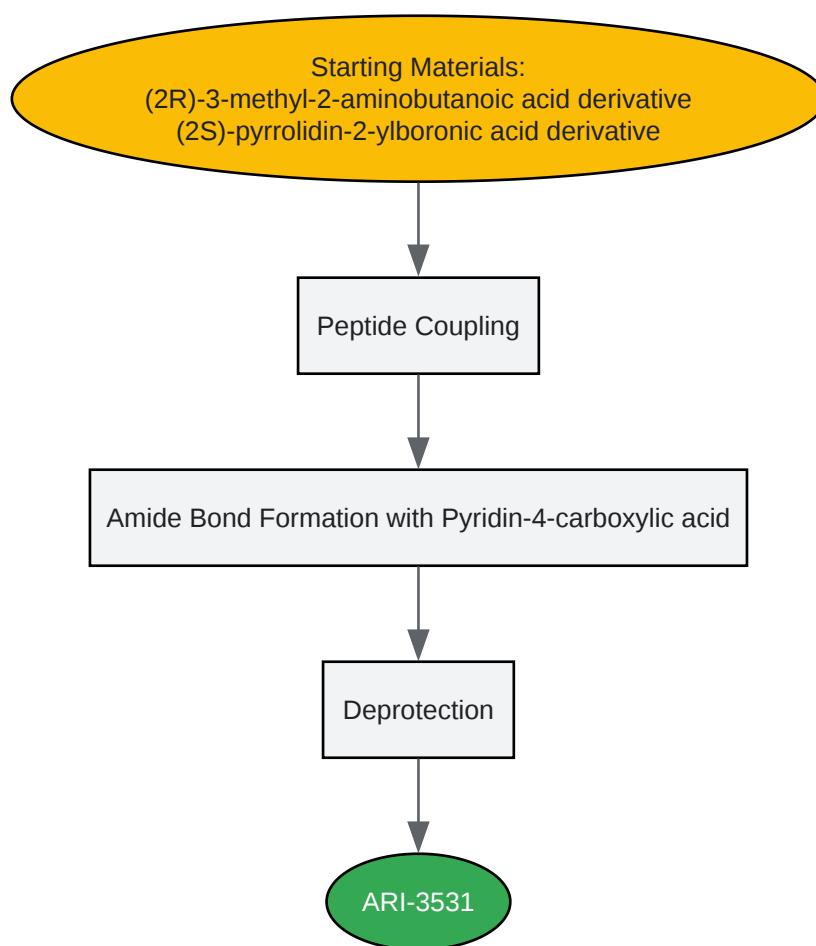 Starting Materials:
(2R)-3-methyl-2-aminobutanoic acid derivative
(2S)-pyrrolidin-2-ylboronic acid derivative
Peptide Coupling
Amide Bond Formation with Pyridin-4-carboxylic acid
Deprotection
ARI-3531